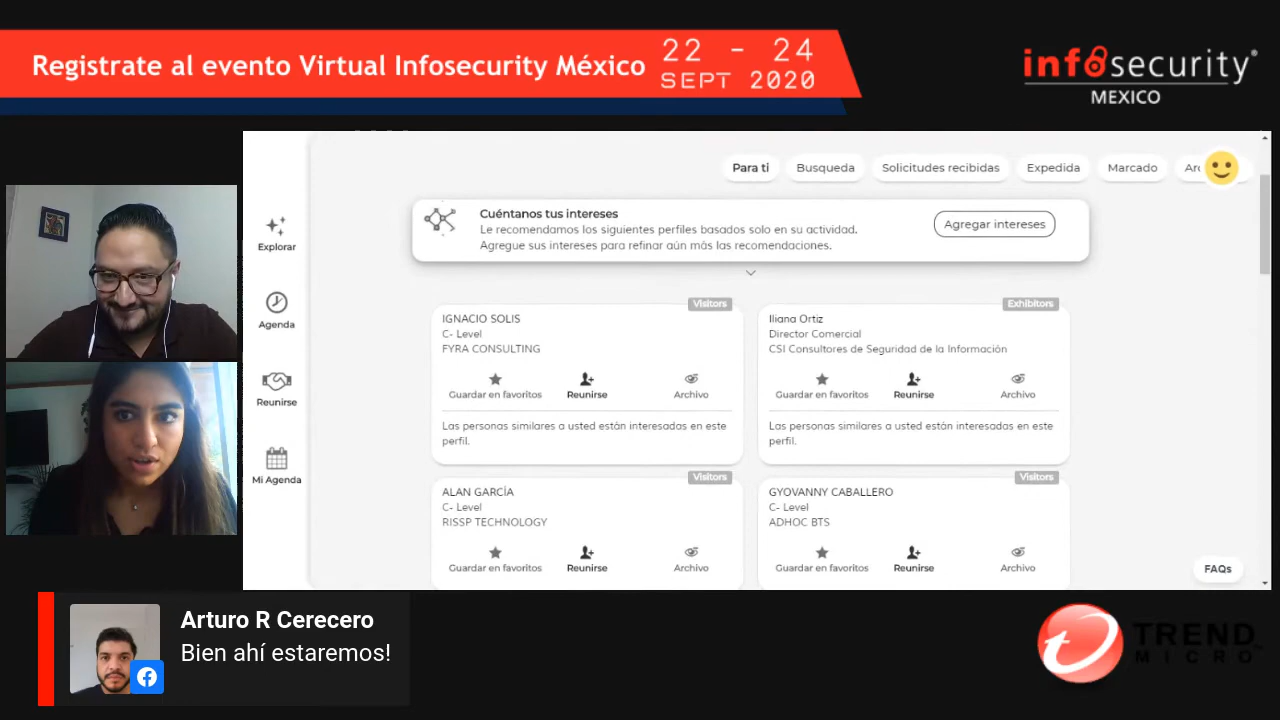 Registrate al evento Virtual Infosecurity México
22 - 24
SEPT 2020
infosecurity®
MEXICO
Para ti
Busqueda
Solicitudes recibidas
Expedida
Marcado
Arc
Explorar
Agenda
Reunirse
Mi Agenda
Cuéntanos tus intereses
Le recomendamos los siguientes perfiles basados solo en su actividad.
Agregue sus intereses para refinar aún más las recomendaciones.
Agregar intereses
Visitors
IGNACIO SOLIS
C- Level
FYRA CONSULTING
Guardar en favoritos
Reunirse
Archivo
Las personas similares a usted están interesadas en este
perfil.
Exhibitors
Iliana Ortiz
Director Comercial
CSI Consultores de Seguridad de la Información
Guardar en favoritos
Reunirse
Archivo
Las personas similares a usted están interesadas en este
perfil.
Visitors
ALAN GARCÍA
C- Level
RISSP TECHNOLOGY
Guardar en favoritos
Reunirse
Archivo
Visitors
GYOVANNY CABALLERO
C- Level
ADHOC BTS
Guardar en favoritos
Reunirse
Archivo
FAQs
Arturo R Cerecero
Bien ahí estaremos!
TREND
MICRO™